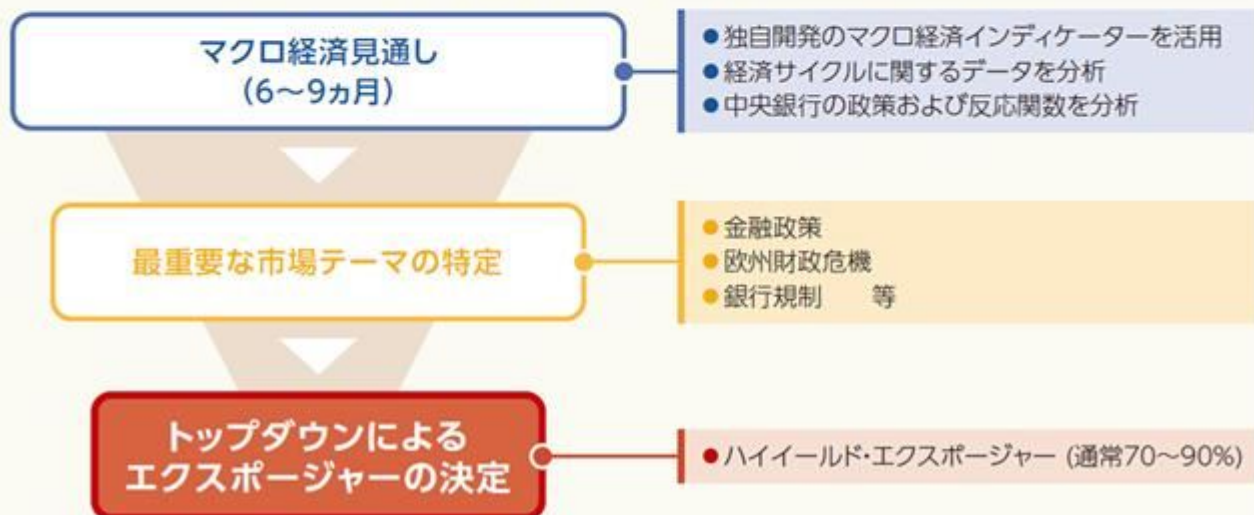 マクロ経済見通し
(6～9ヵ月)
●独自開発のマクロ経済インディケーターを活用
●経済サイクルに関するデータを分析
●中央銀行の政策および反応関数を分析
最重要な市場テーマの特定
●金融政策
●欧州財政危機
●銀行規制　　等
トップダウンによる
エクスポージャーの決定
●ハイイールド・エクスポージャー (通常70～90%)